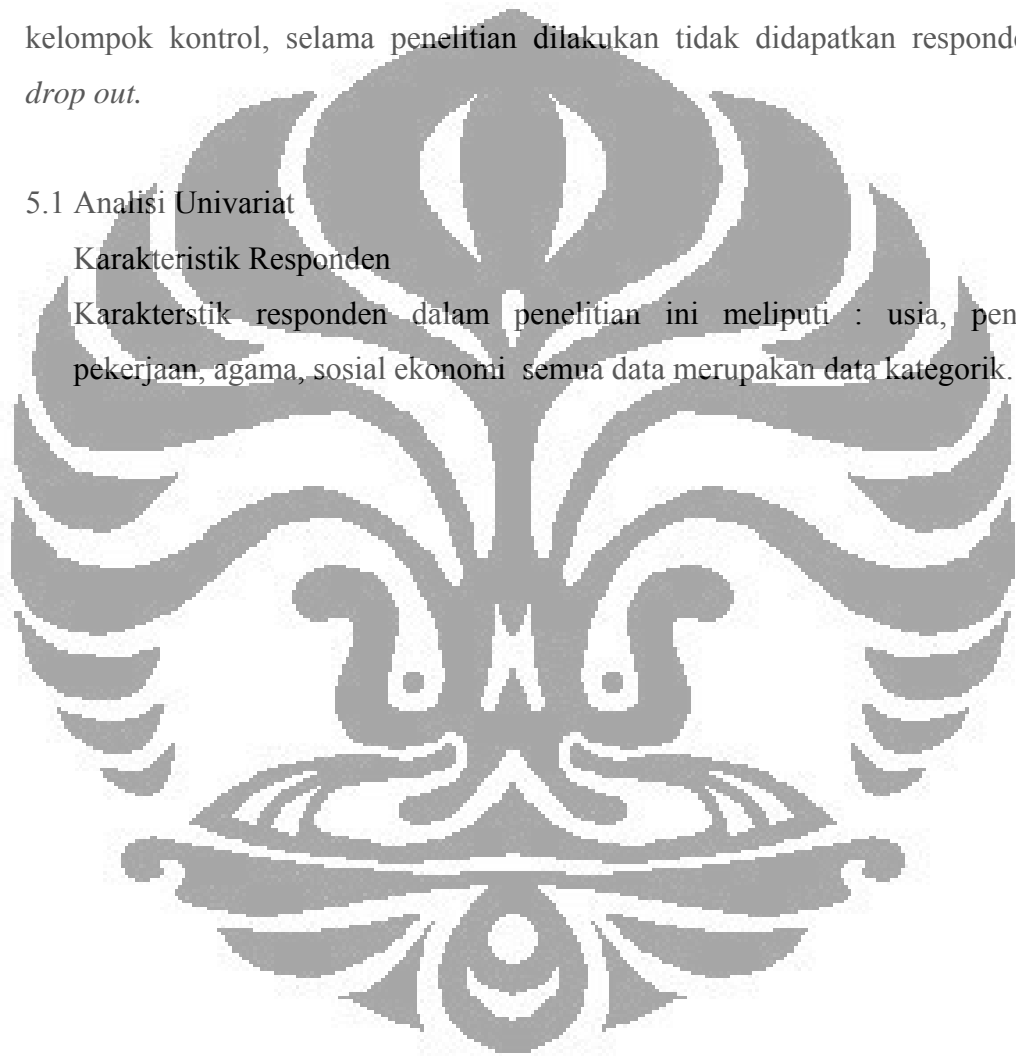 kelompok kontrol, selama penelitian dilakukan tidak didapatkan
drop out.
5.1 Analisi Univariat
Karakteristik Responden
Karakterstik responden dalam penelitian ini meliputi : usia,
pekerjaan, agama, sosial ekonomi semua data merupakan data kategorik.